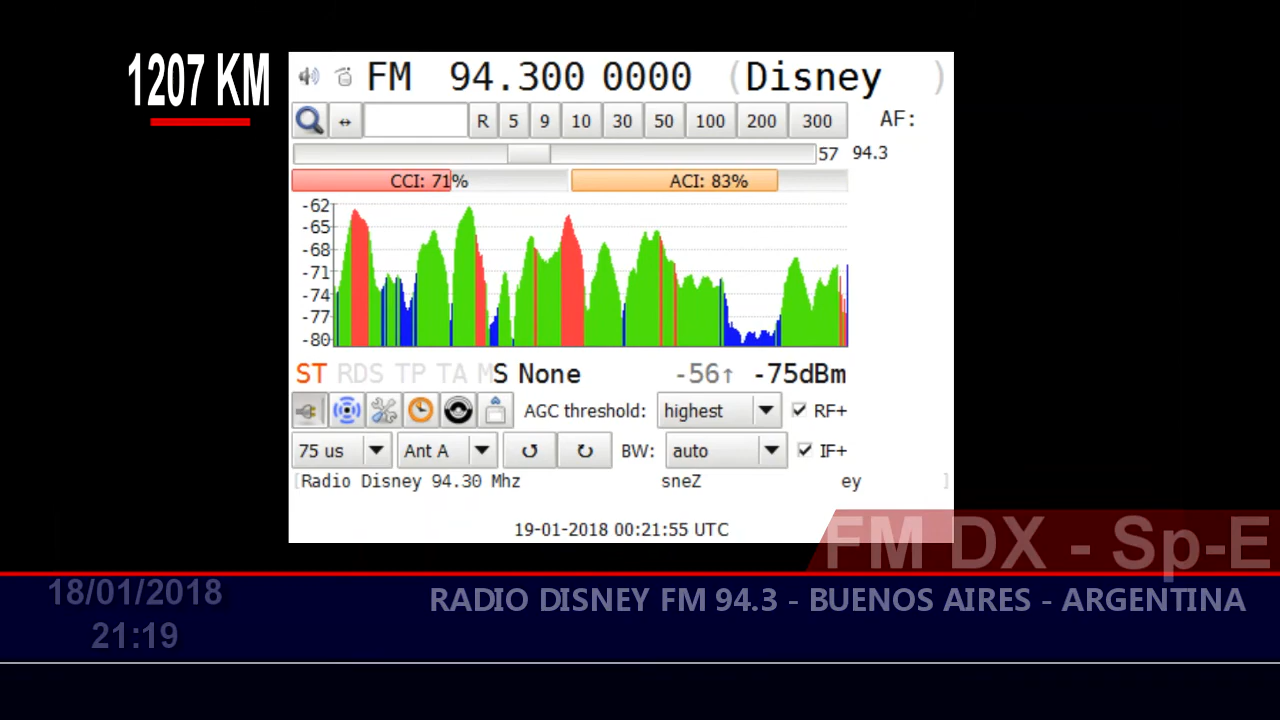 1207 KM
FM 94.300 0000 (Disney )
↔ R 5 9 10 30 50 100 200 300 AF:
57 94.3
CCI: 71% ACI: 83%
-62
-65
-68
-71
-74
-77
-80
ST RDS TP TA MS None -56↑ -75dBm
AGC threshold: highest RF+
75 us Ant A ↺ ↻ BW: auto IF+
[Radio Disney 94.30 Mhz sneZ ey ]
19-01-2018 00:21:55 UTC
FM DX - Sp-E
18/01/2018
21:19
RADIO DISNEY FM 94.3 - BUENOS AIRES - ARGENTINA